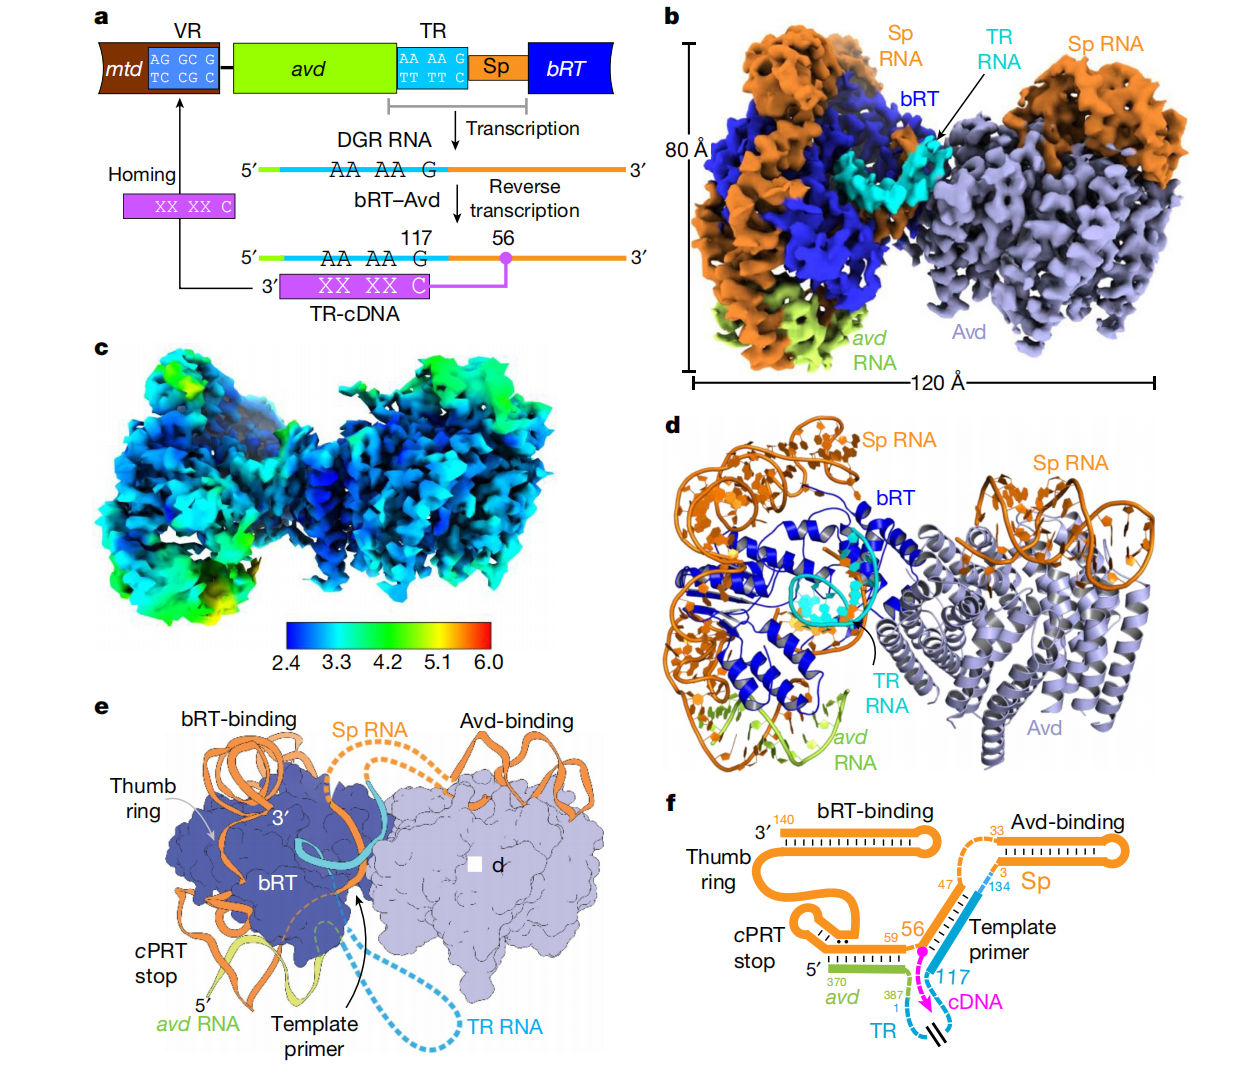 a
VR
TR
mtd
AG GC G
TC CG C
avd
AA AA G
TT TT C
Sp
bRT
Transcription
DGR RNA
5′
AA AA G
3′
Homing
XX XX C
bRT–Avd
Reverse
transcription
117
56
5′
AA AA G
3′
3′
XX XX C
TR-cDNA
b
Sp
RNA
TR
RNA
Sp RNA
bRT
80 Å
Avd
avd
RNA
120 Å
c
2.4 3.3 4.2 5.1 6.0
d
Sp RNA
Sp RNA
bRT
TR
RNA
Avd
avd
RNA
e
bRT-binding
Sp RNA
Avd-binding
Thumb
ring
3′
bRT
d
cPRT
stop
5′
avd RNA
Template
primer
TR RNA
f
bRT-binding
3′
140
Avd-binding
33
Thumb
ring
3
134
Sp
47
cPRT
stop
59
56
Template
primer
5′
370
avd
387
1
117
cDNA
TR